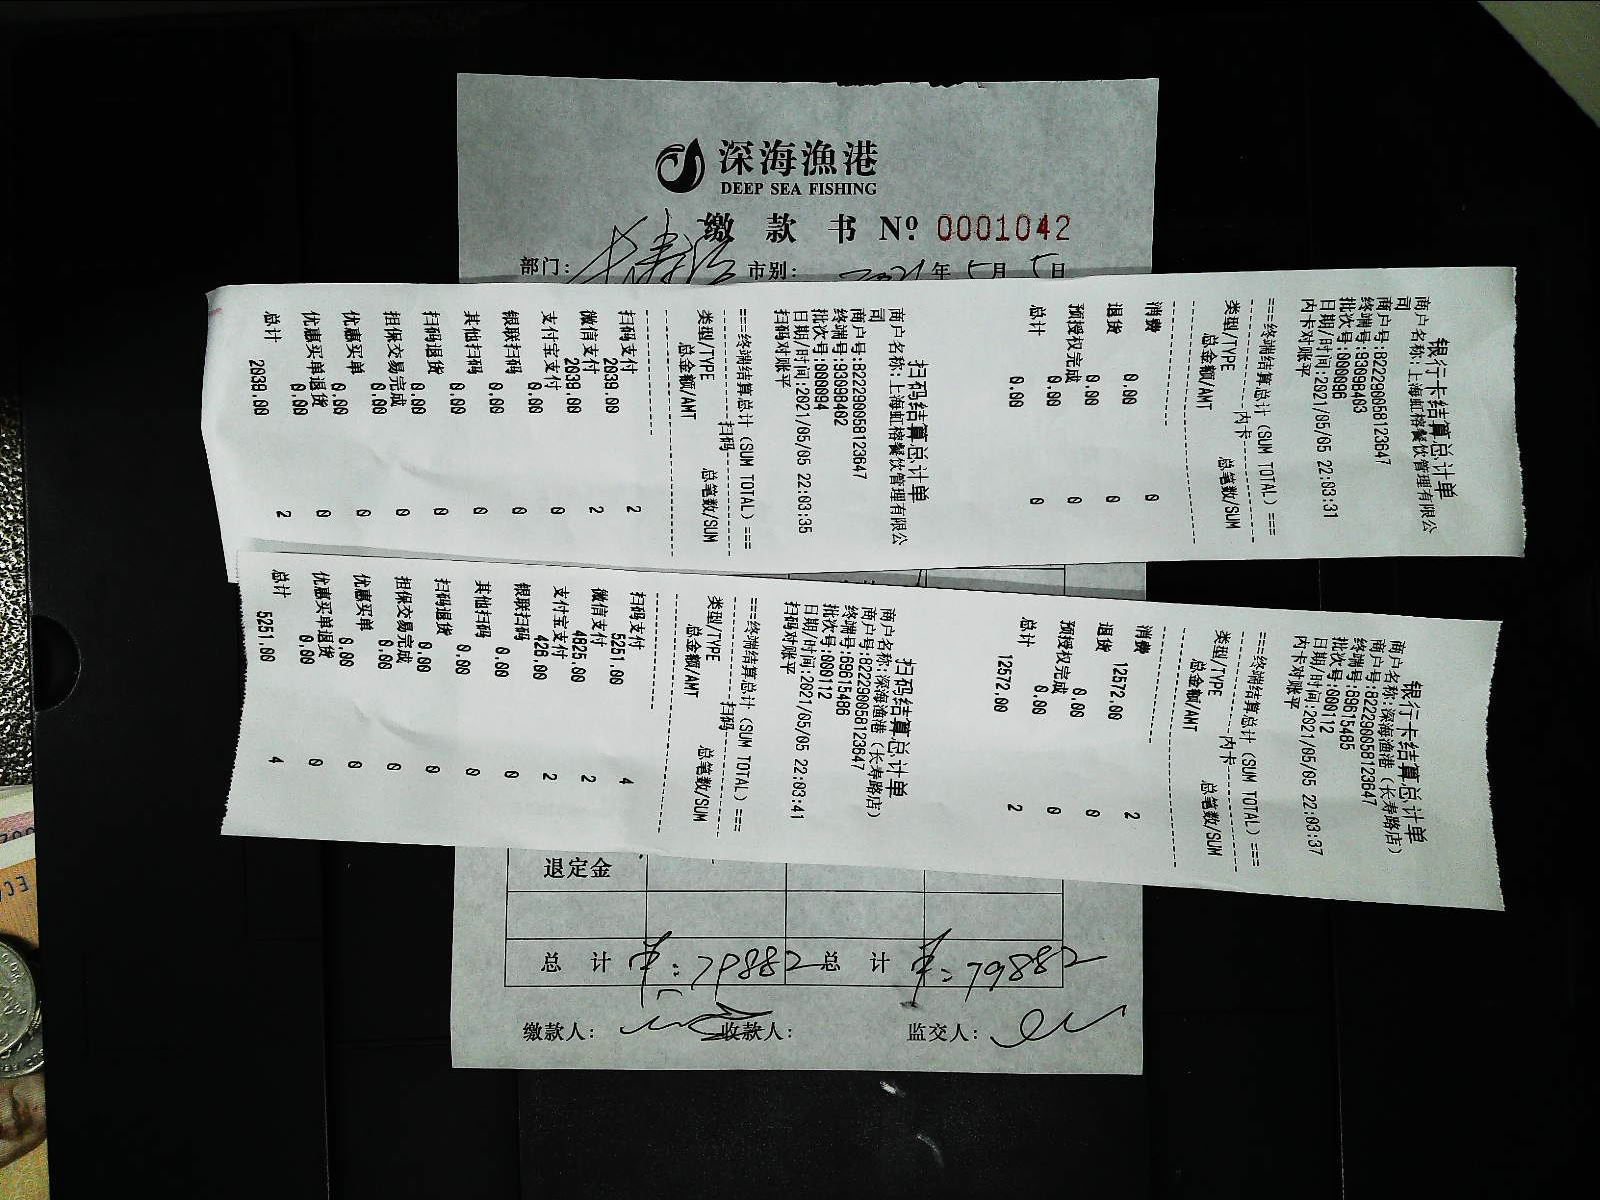 深海漁港
DEEP SEA FISHING
缴款书 Nº 0001042
部门: 市别: 2021年5月5日
银行卡结算总计单
商户名称:上海虹榕餐饮管理有限公
司
商户号:822290058123647
终端号:93698403
批次号:000096
日期/时间:2021/05/05 22:03:31
内卡对账平
===终端结算总计(SUM TOTAL)===
内卡
类型/TYPE 总笔数/SUM
总金额/AMT
消费 0
0.00
退货 0
0.00
预授权完成 0
0.00
总计 0
0.00
扫码结算总计单
商户名称:上海虹榕餐饮管理有限公
司
商户号:822290058123647
终端号:93698402
批次号:000094
日期/时间:2021/05/05 22:03:35
扫码对账平
===终端结算总计(SUM TOTAL)===
扫码
类型/TYPE 总笔数/SUM
总金额/AMT
扫码支付 2
2039.00
微信支付 2
2039.00
支付宝支付 0
0.00
银联扫码 0
0.00
其他扫码 0
0.00
扫码退货 0
0.00
担保交易完成 0
0.00
优惠买单 0
0.00
优惠买单退货 0
0.00
总计 2
2039.00
银行卡结算总计单
商户名称:深海渔港(长寿路店)
商户号:822290058123647
终端号:89615485
批次号:000112
日期/时间:2021/05/05 22:03:37
内卡对账平
===终端结算总计(SUM TOTAL)===
内卡
类型/TYPE 总笔数/SUM
总金额/AMT
消费 2
12572.00
退货 0
0.00
预授权完成 0
0.00
总计 2
12572.00
扫码结算总计单
商户名称:深海渔港(长寿路店)
商户号:822290058123647
终端号:69615486
批次号:000112
日期/时间:2021/05/05 22:03:41
扫码对账平
===终端结算总计(SUM TOTAL)===
扫码
类型/TYPE 总笔数/SUM
总金额/AMT
扫码支付 4
5251.00
微信支付 2
4825.00
支付宝支付 2
426.00
银联扫码 0
0.00
其他扫码 0
0.00
扫码退货 0
0.00
担保交易完成 0
0.00
优惠买单 0
0.00
优惠买单退货 0
0.00
总计 4
5251.00
退定金
总计 ¥:79882 总计 ¥:79882
缴款人: 收款人: 监交人: